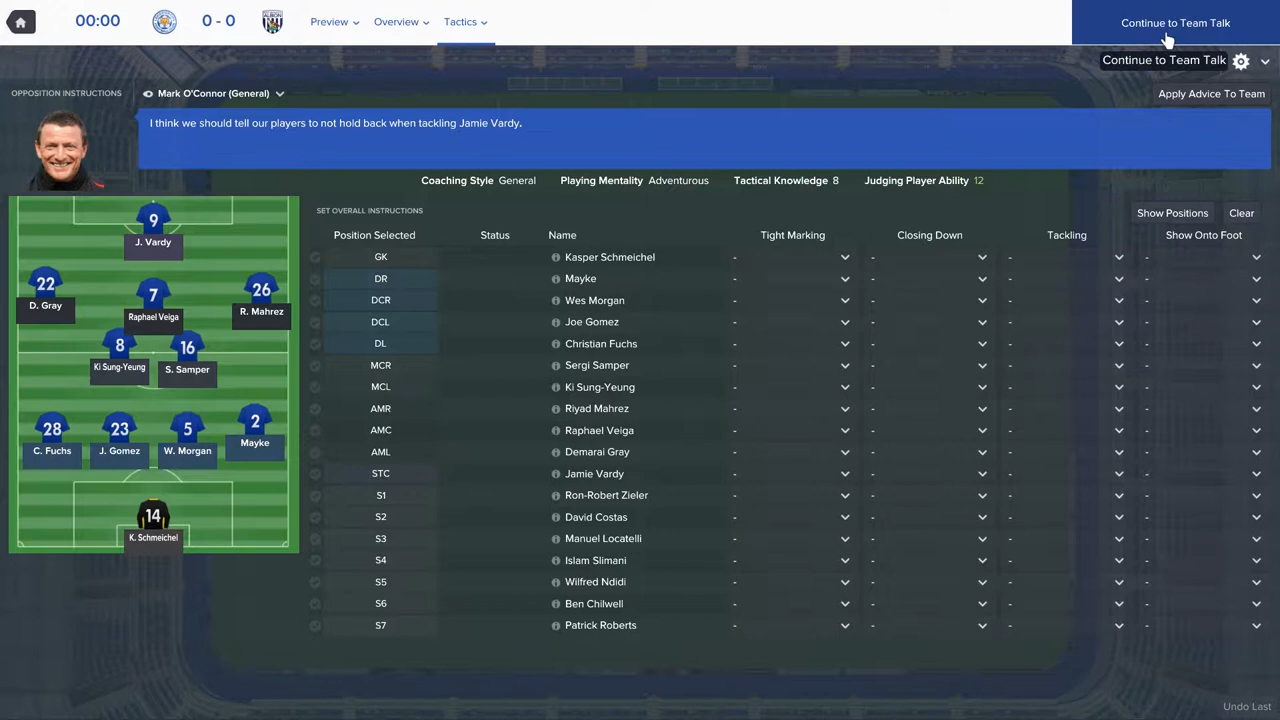 00:00
0 - 0
Preview
Overview
Tactics
Continue to Team Talk
Continue to Team Talk
OPPOSITION INSTRUCTIONS
Mark O'Connor (General)
Apply Advice To Team
I think we should tell our players to not hold back when tackling Jamie Vardy.
Coaching Style General
Playing Mentality Adventurous
Tactical Knowledge 8
Judging Player Ability 12
9
J. Vardy
22
D. Gray
7
Raphael Veiga
26
R. Mahrez
8
Ki Sung-Yeung
16
S. Samper
28
C. Fuchs
23
J. Gomez
5
W. Morgan
2
Mayke
14
K. Schmeichel
SET OVERALL INSTRUCTIONS
Show Positions
Clear
Position Selected Status Name Tight Marking Closing Down Tackling Show Onto Foot
GK Kasper Schmeichel - - - -
DR Mayke - - - -
DCR Wes Morgan - - - -
DCL Joe Gomez - - - -
DL Christian Fuchs - - - -
MCR Sergi Samper - - - -
MCL Ki Sung-Yeung - - - -
AMR Riyad Mahrez - - - -
AMC Raphael Veiga - - - -
AML Demarai Gray - - - -
STC Jamie Vardy - - - -
S1 Ron-Robert Zieler - - - -
S2 David Costas - - - -
S3 Manuel Locatelli - - - -
S4 Islam Slimani - - - -
S5 Wilfred Ndidi - - - -
S6 Ben Chilwell - - - -
S7 Patrick Roberts - - - -
Undo Last